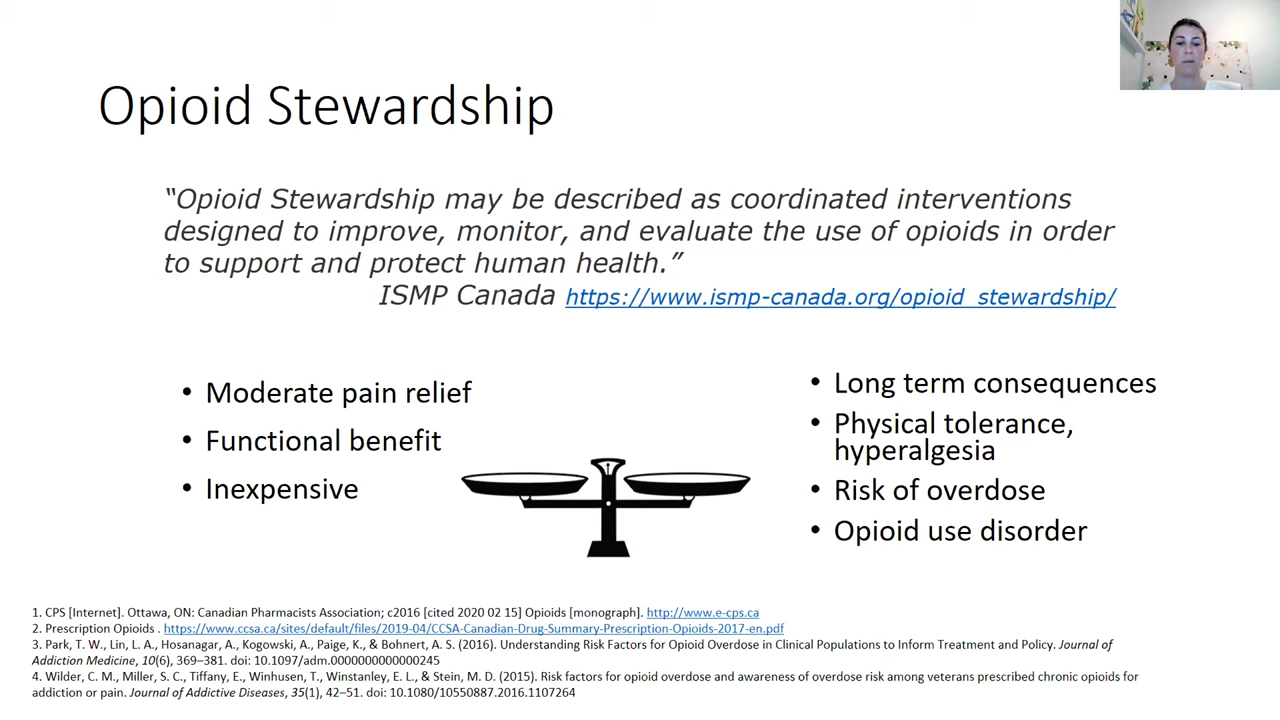 Opioid Stewardship
“Opioid Stewardship may be described as coordinated interventions
designed to improve, monitor, and evaluate the use of opioids in order
to support and protect human health.”
ISMP Canada https://www.ismp-canada.org/opioid_stewardship/
• Moderate pain relief
• Functional benefit
• Inexpensive
• Long term consequences
• Physical tolerance,
hyperalgesia
• Risk of overdose
• Opioid use disorder
1. CPS [Internet]. Ottawa, ON: Canadian Pharmacists Association; c2016 [cited 2020 02 15] Opioids [monograph]. http://www.e-cps.ca
2. Prescription Opioids . https://www.ccsa.ca/sites/default/files/2019-04/CCSA-Canadian-Drug-Summary-Prescription-Opioids-2017-en.pdf
3. Park, T. W., Lin, L. A., Hosanagar, A., Kogowski, A., Paige, K., & Bohnert, A. S. (2016). Understanding Risk Factors for Opioid Overdose in Clinical Populations to Inform Treatment and Policy. Journal of
Addiction Medicine, 10(6), 369–381. doi: 10.1097/adm.0000000000000245
4. Wilder, C. M., Miller, S. C., Tiffany, E., Winhusen, T., Winstanley, E. L., & Stein, M. D. (2015). Risk factors for opioid overdose and awareness of overdose risk among veterans prescribed chronic opioids for
addiction or pain. Journal of Addictive Diseases, 35(1), 42–51. doi: 10.1080/10550887.2016.1107264